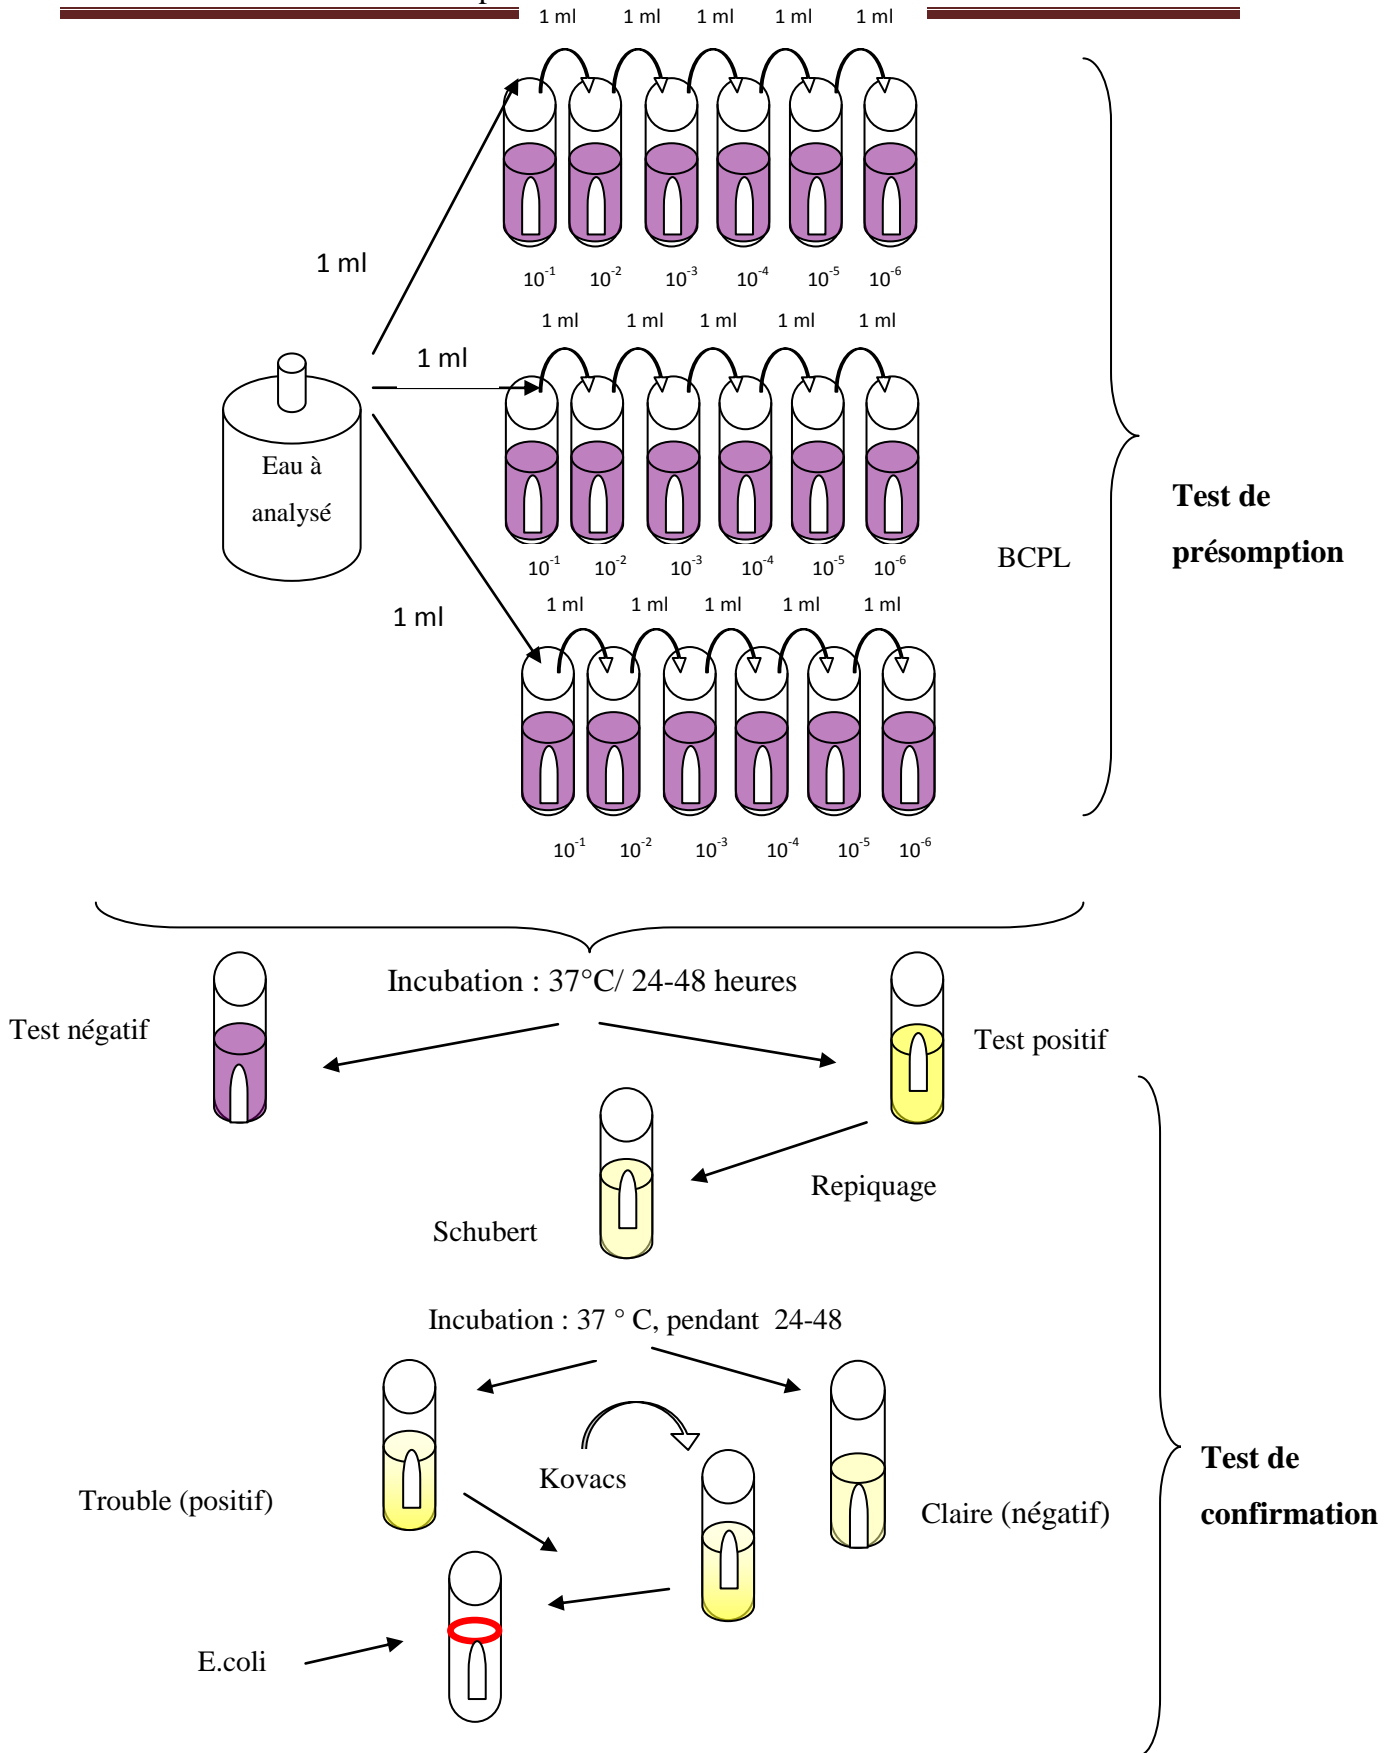 1 ml 1 ml 1 ml 1 ml 1 ml
10-1 10-2 10-3 10-4 10-5 10-6
1 ml
1 ml 1 ml 1 ml 1 ml 1 ml
1 ml
Eau à
analysé
10-1 10-2 10-3 10-4 10-5 10-6
BCPL
Test de
présomption
1 ml
1 ml 1 ml 1 ml 1 ml 1 ml
10-1 10-2 10-3 10-4 10-5 10-6
Incubation : 37°C/ 24-48 heures
Test négatif
Test positif
Repiquage
Schubert
Incubation : 37 ° C, pendant 24-48
Kovacs
Trouble (positif)
Claire (négatif)
Test de
confirmation
E.coli